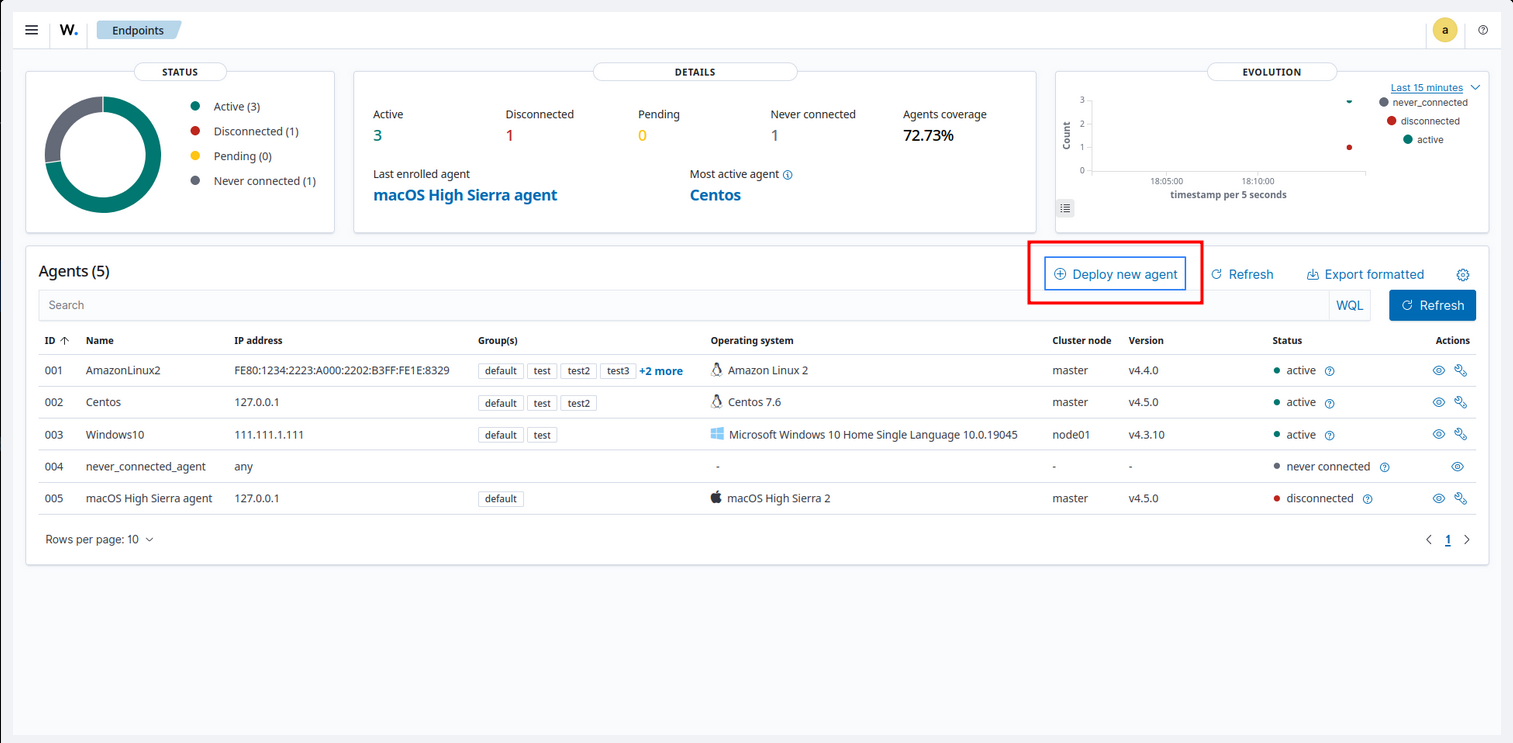 W. Endpoints a
STATUS
Active (3)
Disconnected (1)
Pending (0)
Never connected (1)
DETAILS
Active Disconnected Pending Never connected Agents coverage
3 1 0 1 72.73%
Last enrolled agent Most active agent
macOS High Sierra agent Centos
EVOLUTION
Last 15 minutes
never_connected
disconnected
active
Count
3
2
1
0
18:05:00 18:10:00
timestamp per 5 seconds
Agents (5) Deploy new agent Refresh Export formatted
Search WQL Refresh
ID Name IP address Group(s) Operating system Cluster node Version Status Actions
001 AmazonLinux2 FE80:1234:2223:A000:2202:B3FF:FE1E:8329 default test test2 test3 +2 more Amazon Linux 2 master v4.4.0 active
002 Centos 127.0.0.1 default test test2 Centos 7.6 master v4.5.0 active
003 Windows10 111.111.1.111 default test Microsoft Windows 10 Home Single Language 10.0.19045 node01 v4.3.10 active
004 never_connected_agent any - - - never connected
005 macOS High Sierra agent 127.0.0.1 default macOS High Sierra 2 master v4.5.0 disconnected
Rows per page: 10 1